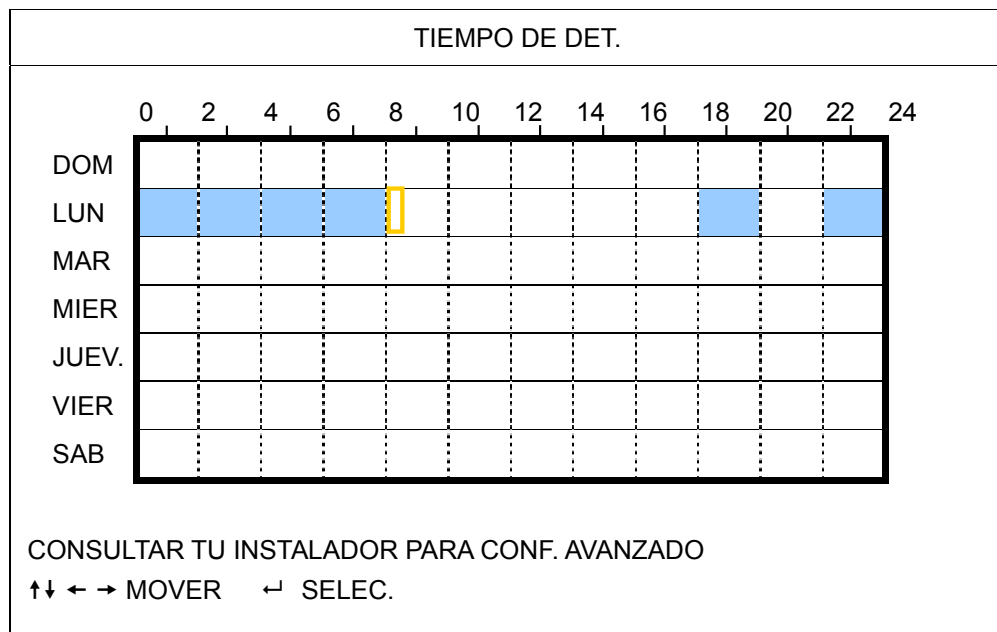 TIEMPO DE DET.
0 2 4 6 8 10 12 14 16 18 20 22 24
DOM
LUN
MAR
MIER
JUEV.
VIER
SAB
CONSULTAR TU INSTALADOR PARA CONF. AVANZADO
↑↓ ← → MOVER ↵ SELEC.